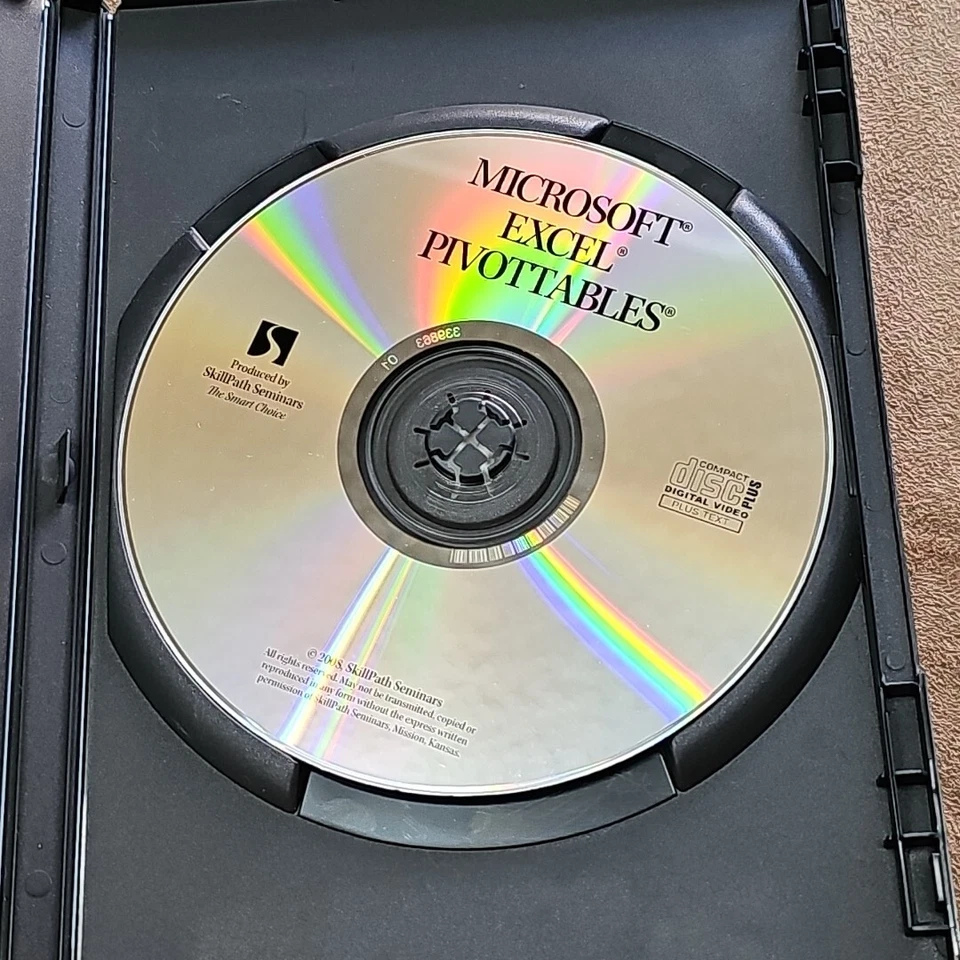 MICROSOFT®
EXCEL®
PIVOTTABLES®
339863 01
Produced by
SkillPath Seminars
The Smart Choice
COMPACT
disc PLUS
DIGITAL VIDEO
PLUS TEXT
© 2008, SkillPath Seminars
All rights reserved. May not be transmitted, copied or
reproduced in any form without the express written
permission of SkillPath Seminars, Mission, Kansas.